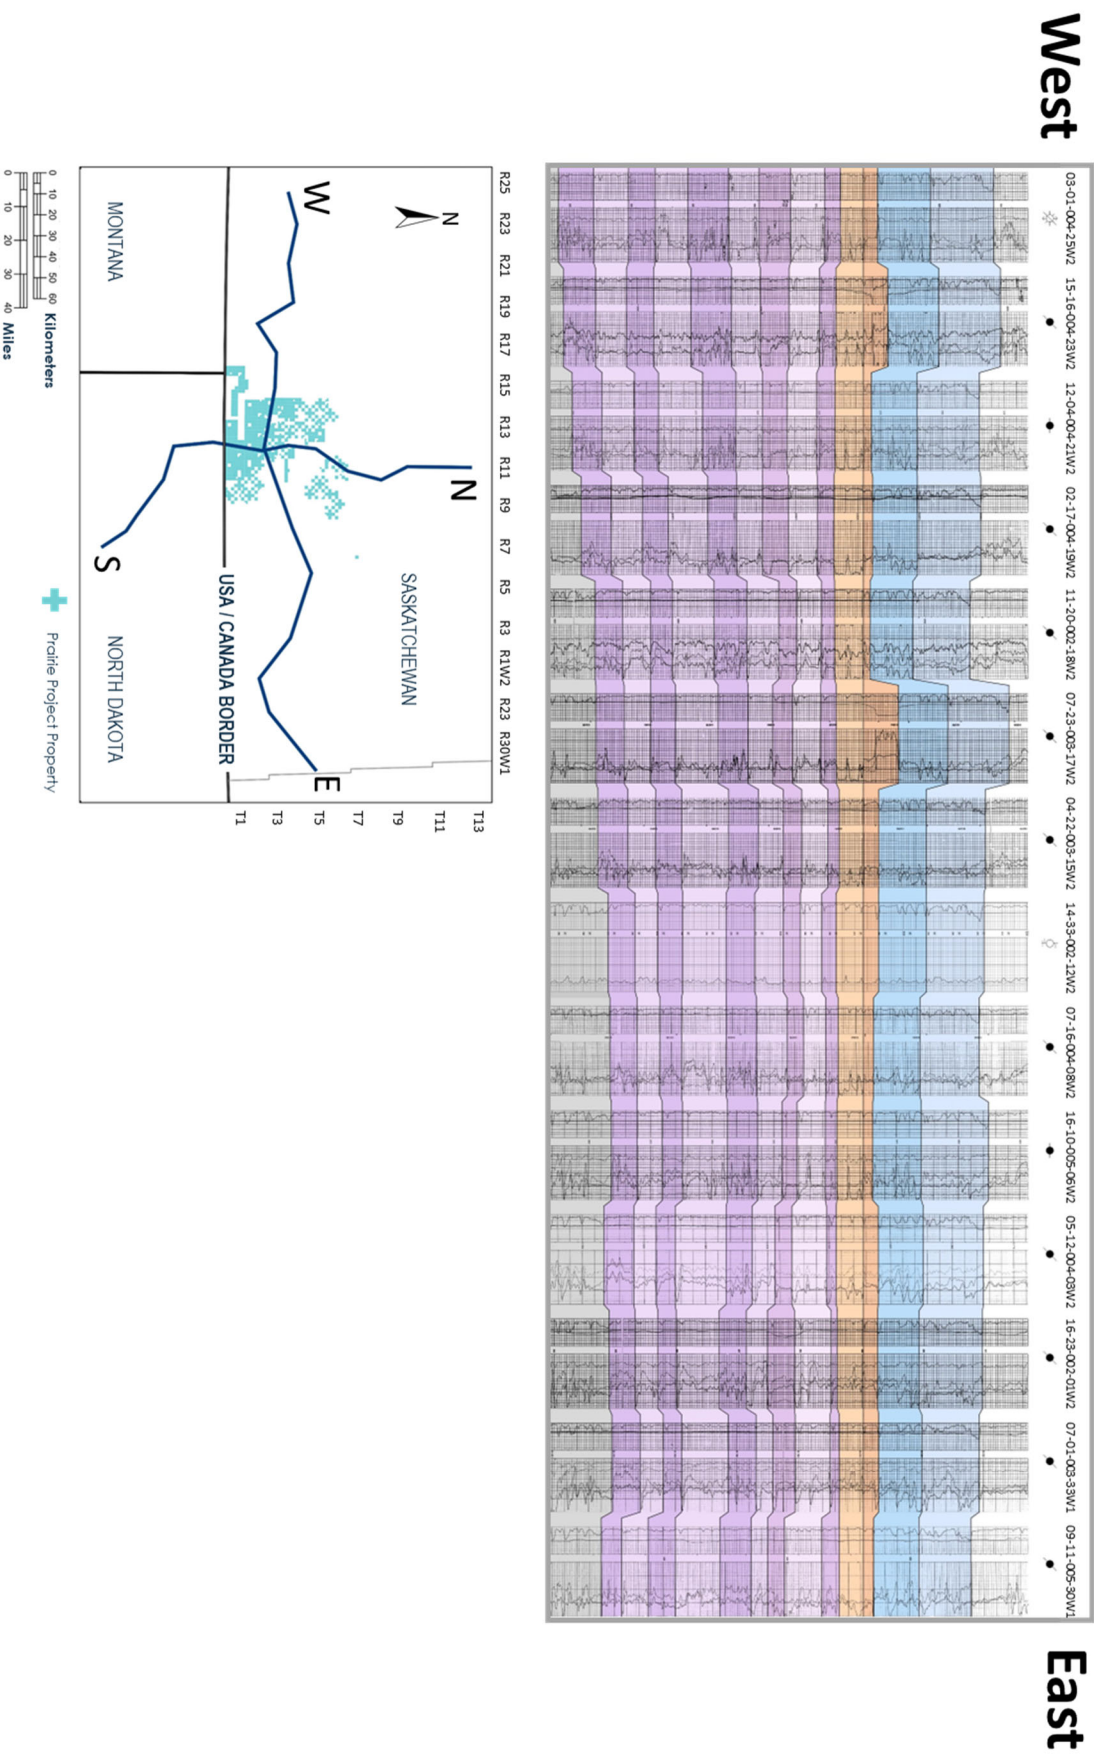 West
East
03-01-004-25W2
15-16-004-23W2
12-04-004-21W2
02-17-004-19W2
11-20-002-18W2
07-23-003-17W2
04-22-003-15W2
14-33-002-12W2
07-16-004-08W2
16-10-005-06W2
05-12-004-03W2
16-23-002-01W2
07-01-003-33W1
09-11-005-30W1
R25 R23 R21 R19 R17 R15 R13 R11 R9 R7 R5 R3 R1W2 R23 R30W1
T13
T11
T9
T7
T5
T3
T1
N
W
N
E
S
SASKATCHEWAN
USA / CANADA BORDER
MONTANA
NORTH DAKOTA
Kilometers
0 10 20 30 40 50 60
0 10 20 30 40
Miles
Prairie Project Property